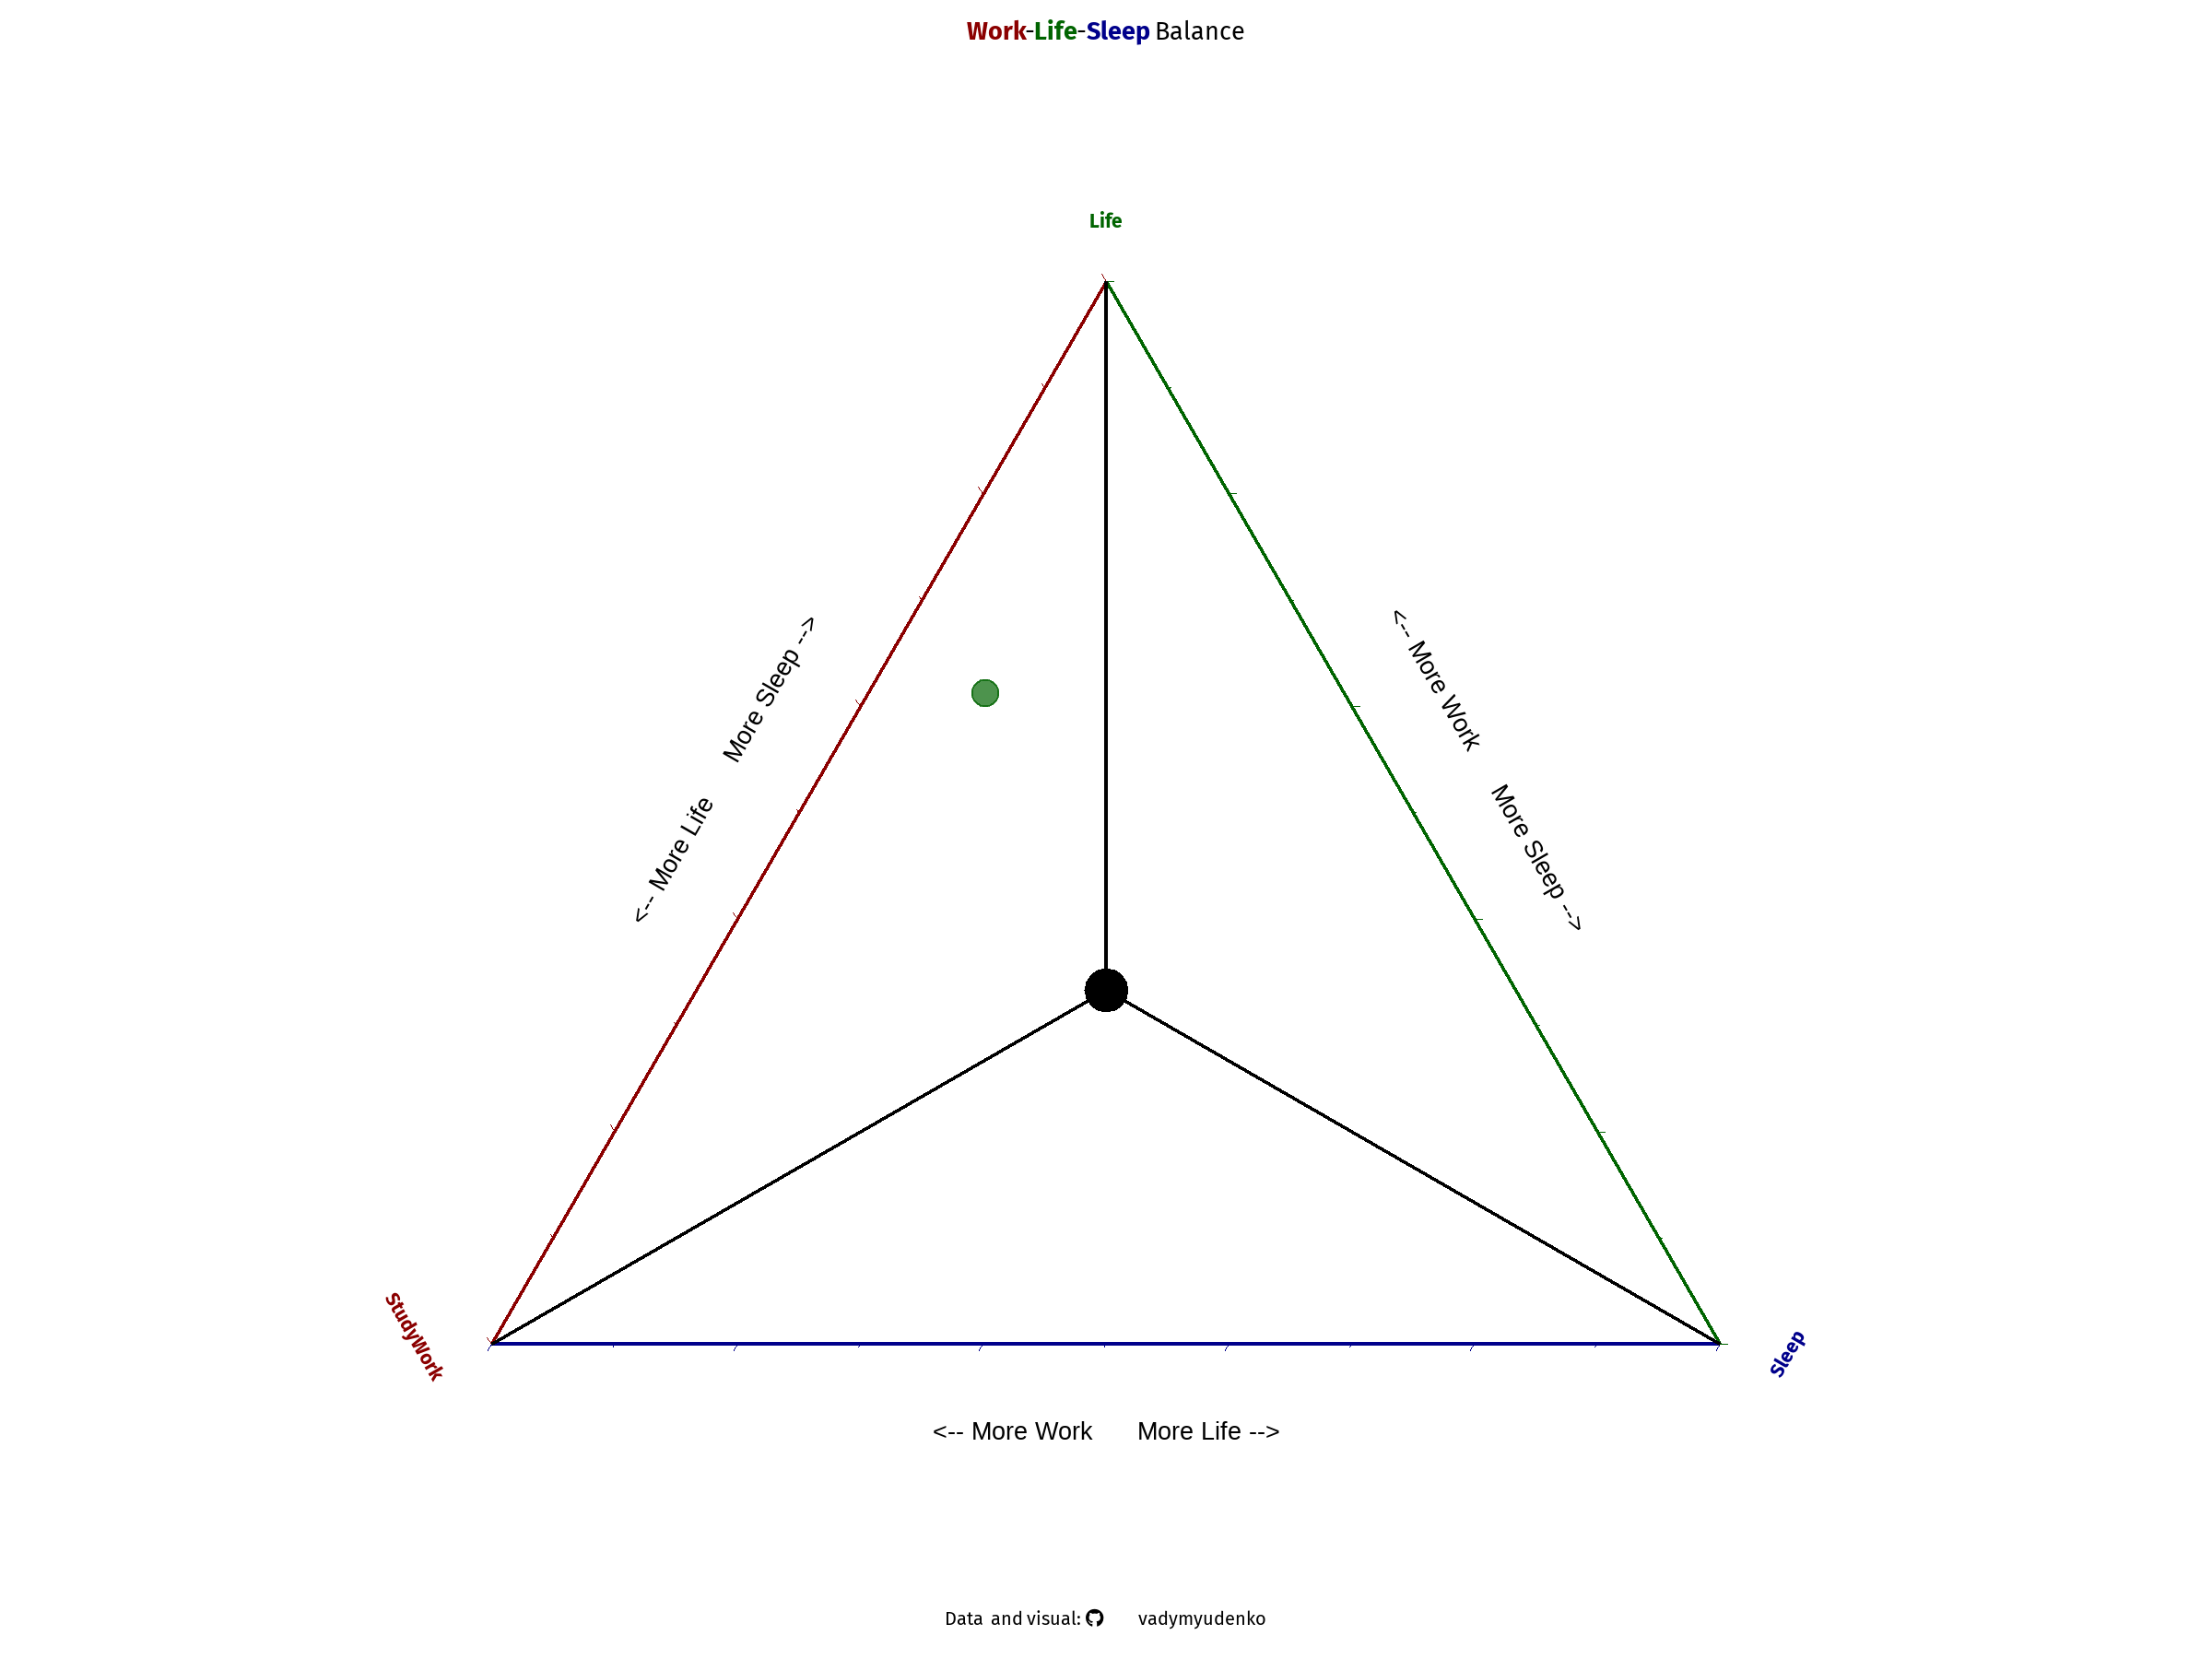 Work-Life-Sleep Balance
Life
<-- More Life More Sleep -->
<-- More Work More Sleep -->
StudyWork
Sleep
<-- More Work More Life -->
Data and visual: vadymyudenko